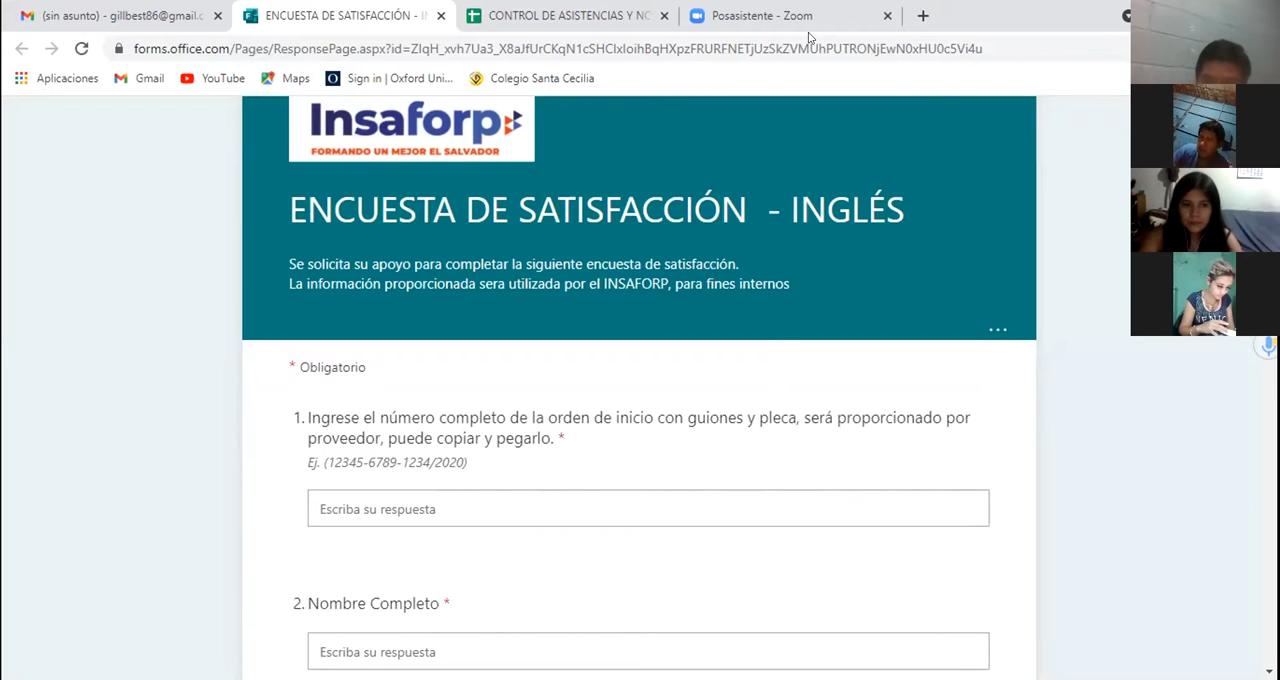 (sin asunto) - gillbest86@gmail.c
ENCUESTA DE SATISFACCIÓN - IN
CONTROL DE ASISTENCIAS Y NO
Posasistente - Zoom
forms.office.com/Pages/ResponsePage.aspx?id=ZIqH_xvh7Ua3_X8aJfUrCKqN1cSHClxIoihBqHXpzFRURFNETjUzSkZVMUhPUTRONjEwN0xHU0c5Vi4u
Aplicaciones
Gmail
YouTube
Maps
Sign in | Oxford Uni...
Colegio Santa Cecilia
Insaforp
FORMANDO UN MEJOR EL SALVADOR
ENCUESTA DE SATISFACCIÓN - INGLÉS
Se solicita su apoyo para completar la siguiente encuesta de satisfacción.
La información proporcionada sera utilizada por el INSAFORP, para fines internos
...
* Obligatorio
1. Ingrese el número completo de la orden de inicio con guiones y pleca, será proporcionado por
proveedor, puede copiar y pegarlo. *
Ej. (12345-6789-1234/2020)
Escriba su respuesta
2. Nombre Completo *
Escriba su respuesta